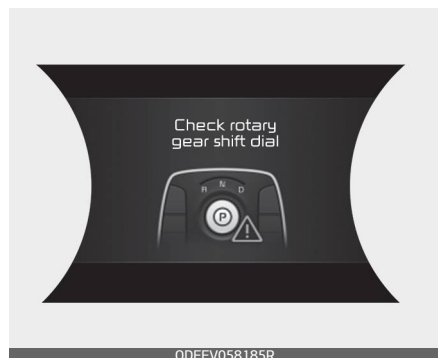 Check rotary
gear shift dial
R N D
P
ODEEV058185R